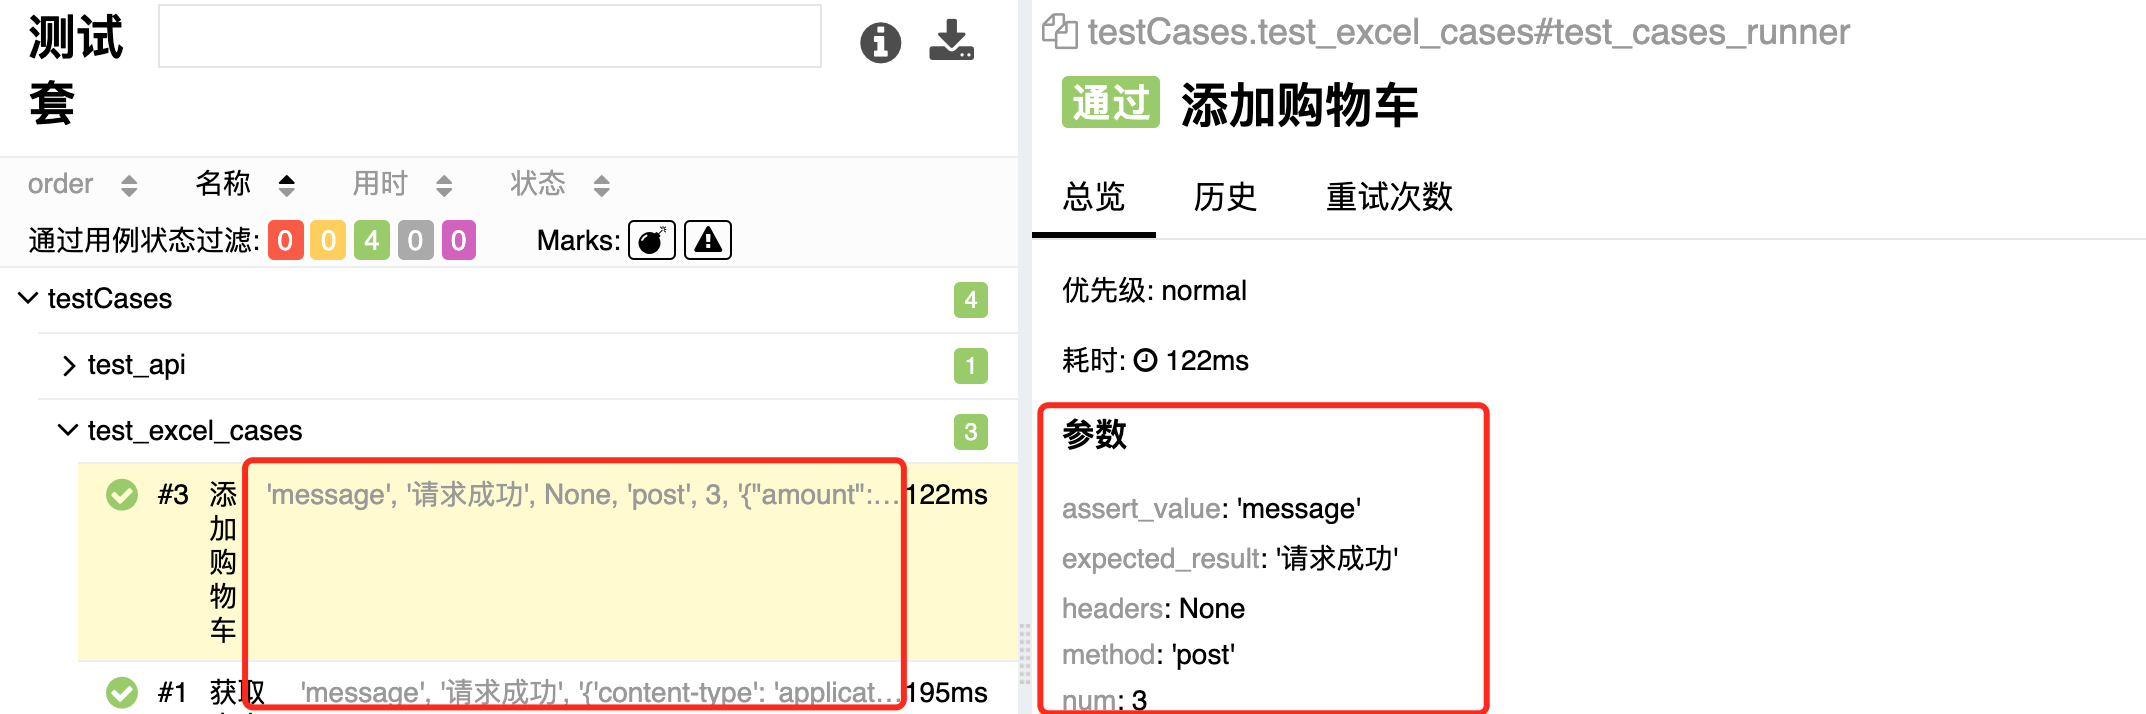 测试
套
order 名称 用时 状态
通过用例状态过滤: 0 0 4 0 0 Marks:
testCases 4
test_api 1
test_excel_cases 3
#3 添加购物车 'message', '请求成功', None, 'post', 3, '{"amount":... 122ms
#1 获取 'message', '请求成功', '{'content-type': 'applicat... 195ms
testCases.test_excel_cases#test_cases_runner
通过 添加购物车
总览 历史 重试次数
优先级: normal
耗时: 122ms
参数
assert_value: 'message'
expected_result: '请求成功'
headers: None
method: 'post'
num: 3